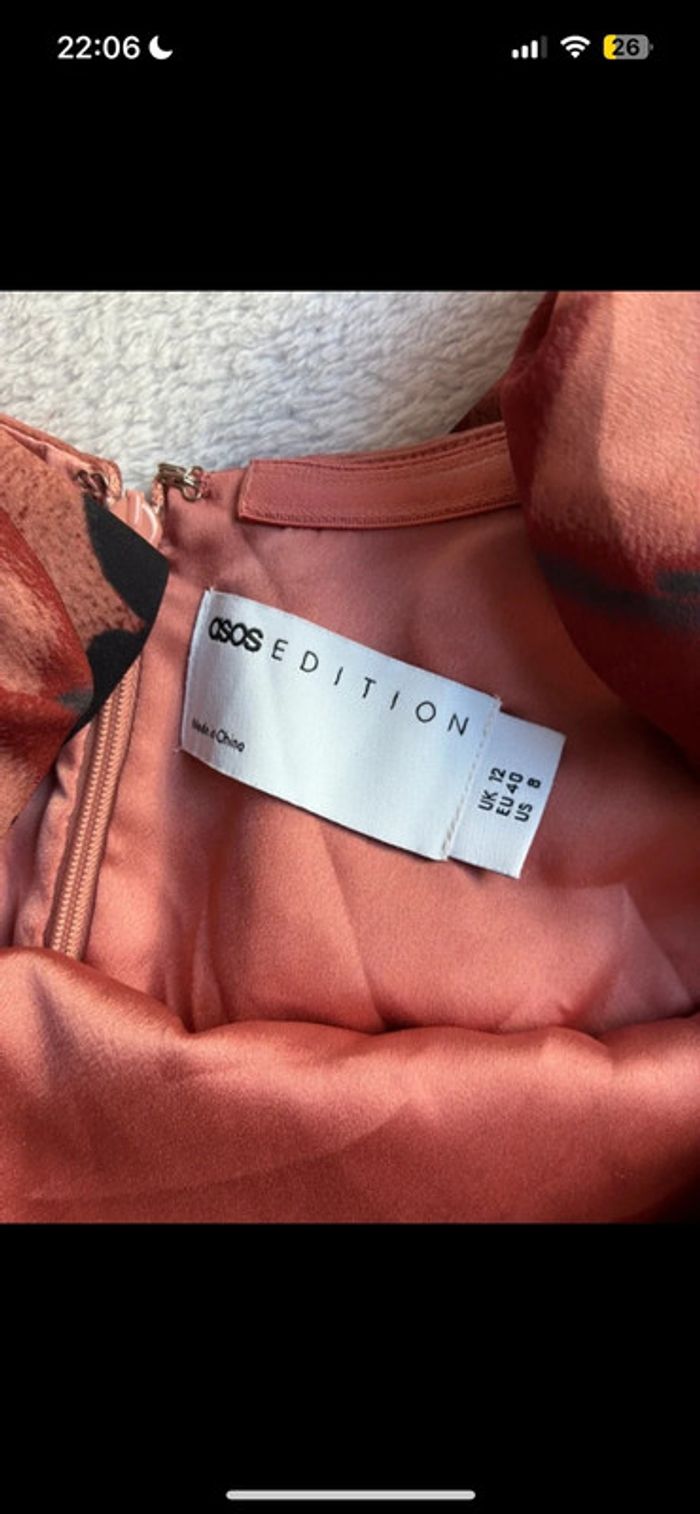 22:06
26
asos EDITION
Made in China
UK 12
EU 40
US 8